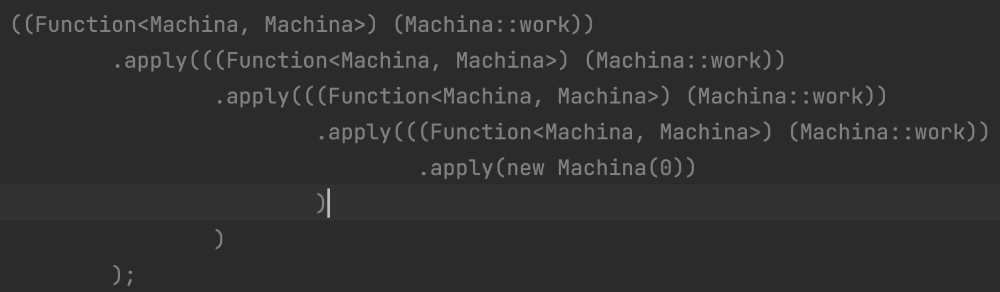 ((Function<Machina, Machina>) (Machina::work))
        .apply(((Function<Machina, Machina>) (Machina::work))
                .apply(((Function<Machina, Machina>) (Machina::work))
                        .apply(((Function<Machina, Machina>) (Machina::work))
                                .apply(new Machina(0))
                        )
                )
        );